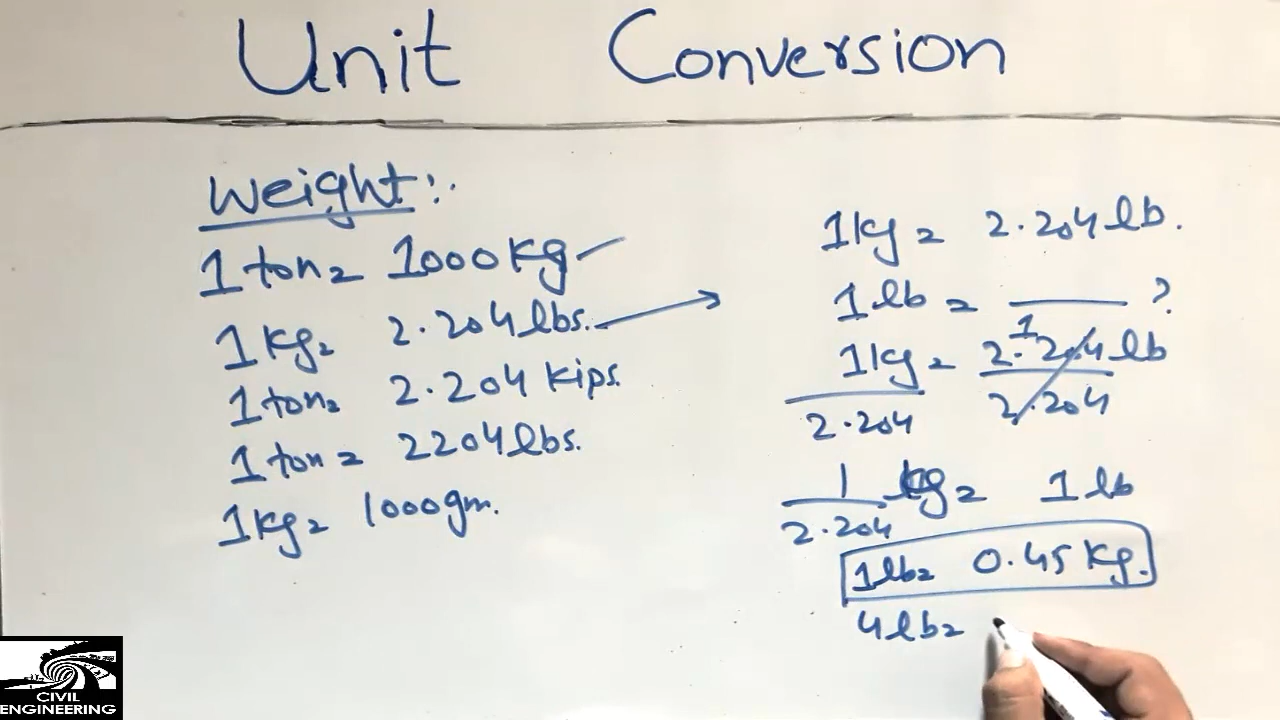 Unit Conversion
Weight:-
1 ton = 1000 kg
1 kg = 2.204 lbs.
1 ton = 2.204 kips.
1 ton = 2204 lbs.
1 kg = 1000 gm.
1 kg = 2.204 lb.
1 lb = ____ ?
1 kg / 2.204 = 2.204 lb / 2.204 1
1 / 2.204 kg = 1 lb
1 lb = 0.45 Kg.
4 lb =
CIVIL
ENGINEERING